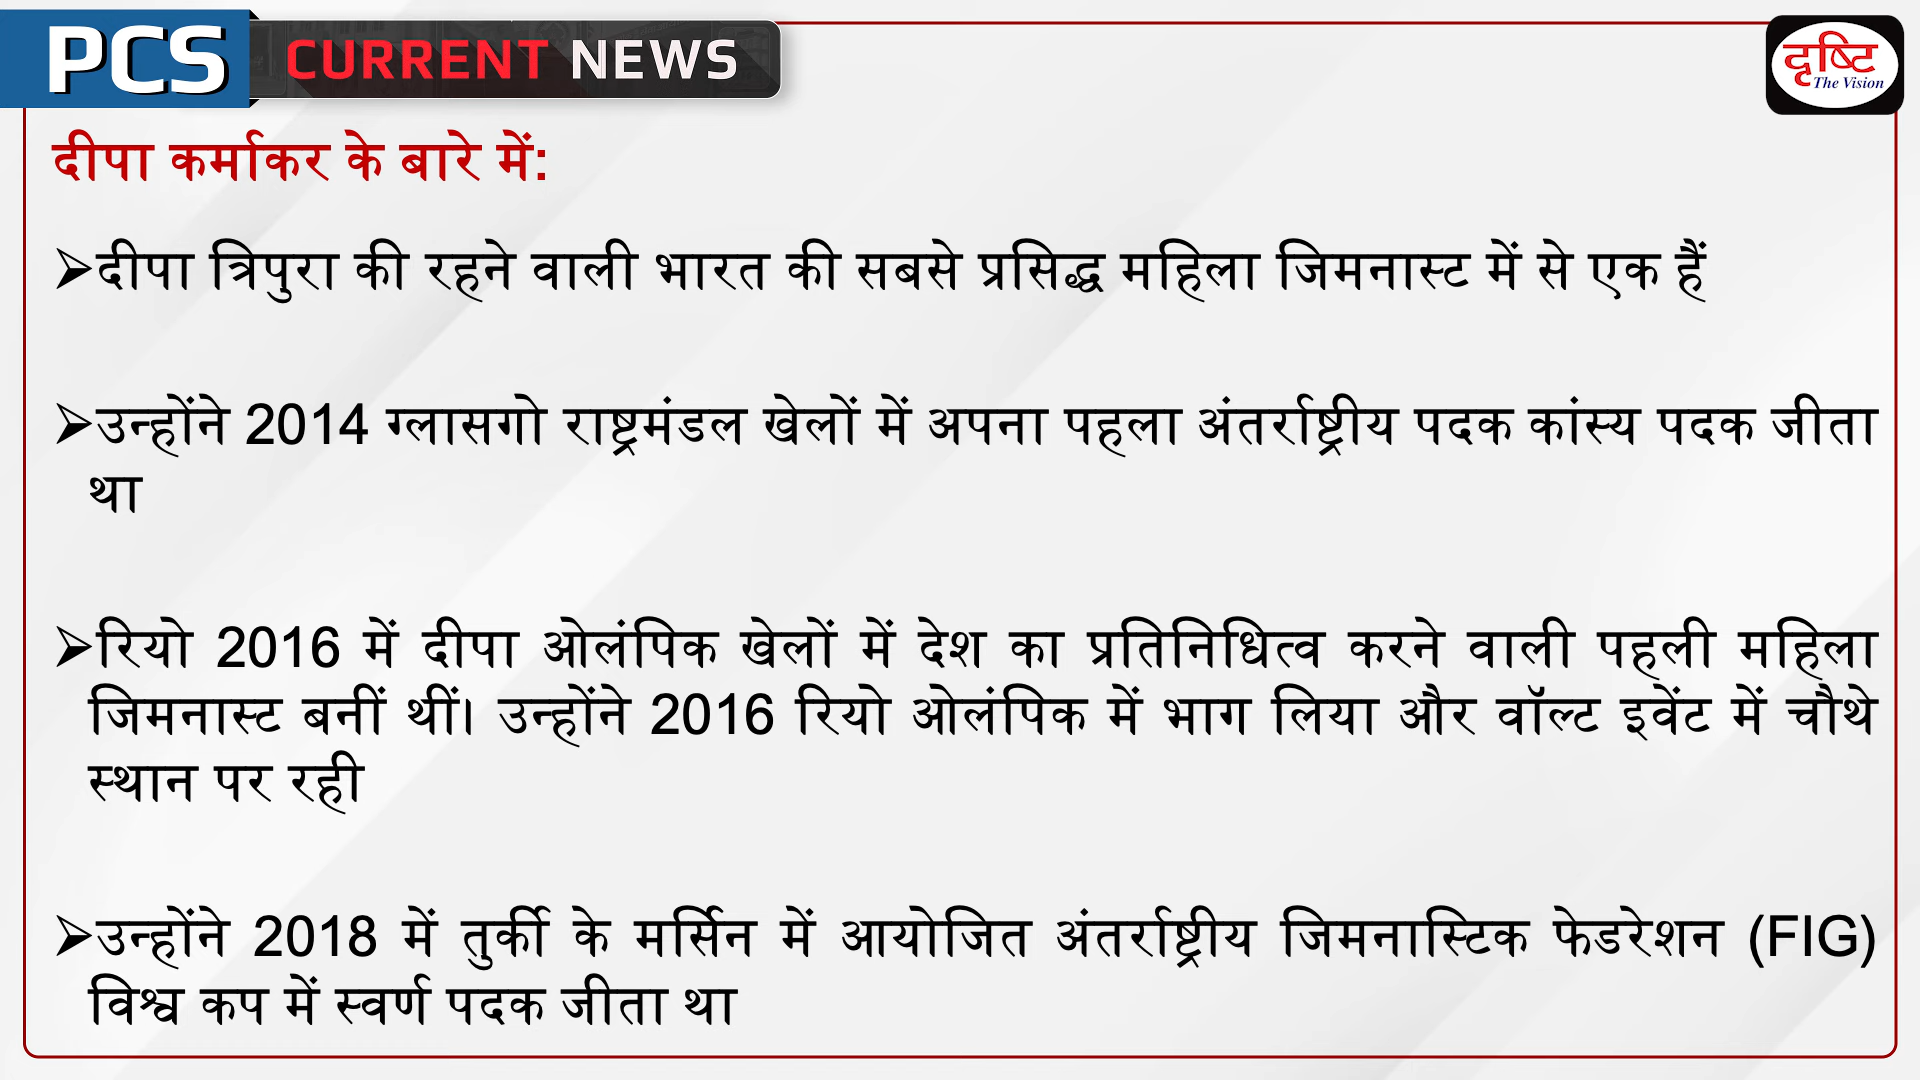 PCS CURRENT NEWS
दृष्टि
The Vision
दीपा कर्माकर के बारे में:
➢दीपा त्रिपुरा की रहने वाली भारत की सबसे प्रसिद्ध महिला जिमनास्ट में से एक हैं
➢उन्होंने 2014 ग्लासगो राष्ट्रमंडल खेलों में अपना पहला अंतर्राष्ट्रीय पदक कांस्य पदक जीता
था
➢रियो 2016 में दीपा ओलंपिक खेलों में देश का प्रतिनिधित्व करने वाली पहली महिला
जिमनास्ट बनीं थीं। उन्होंने 2016 रियो ओलंपिक में भाग लिया और वॉल्ट इवेंट में चौथे
स्थान पर रही
➢उन्होंने 2018 में तुर्की के मर्सिन में आयोजित अंतर्राष्ट्रीय जिमनास्टिक फेडरेशन (FIG)
विश्व कप में स्वर्ण पदक जीता था